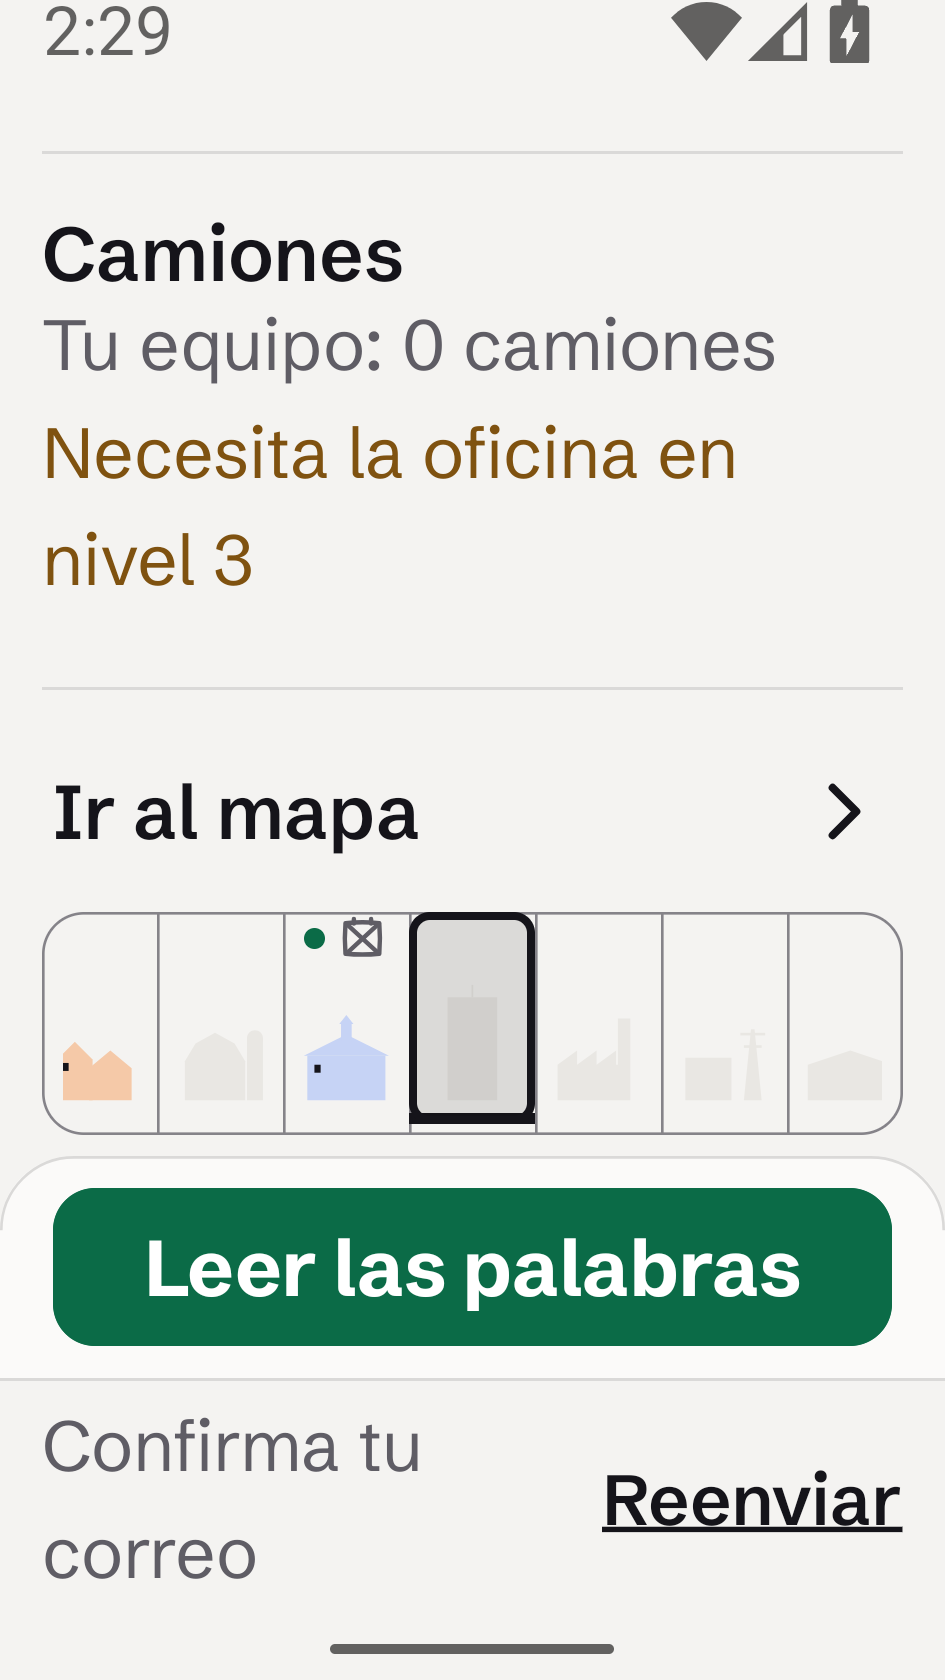 2:29
Camiones
Tu equipo: 0 camiones
Necesita la oficina en
nivel 3
Ir al mapa
Leer las palabras
Confirma tu
correo
Reenviar